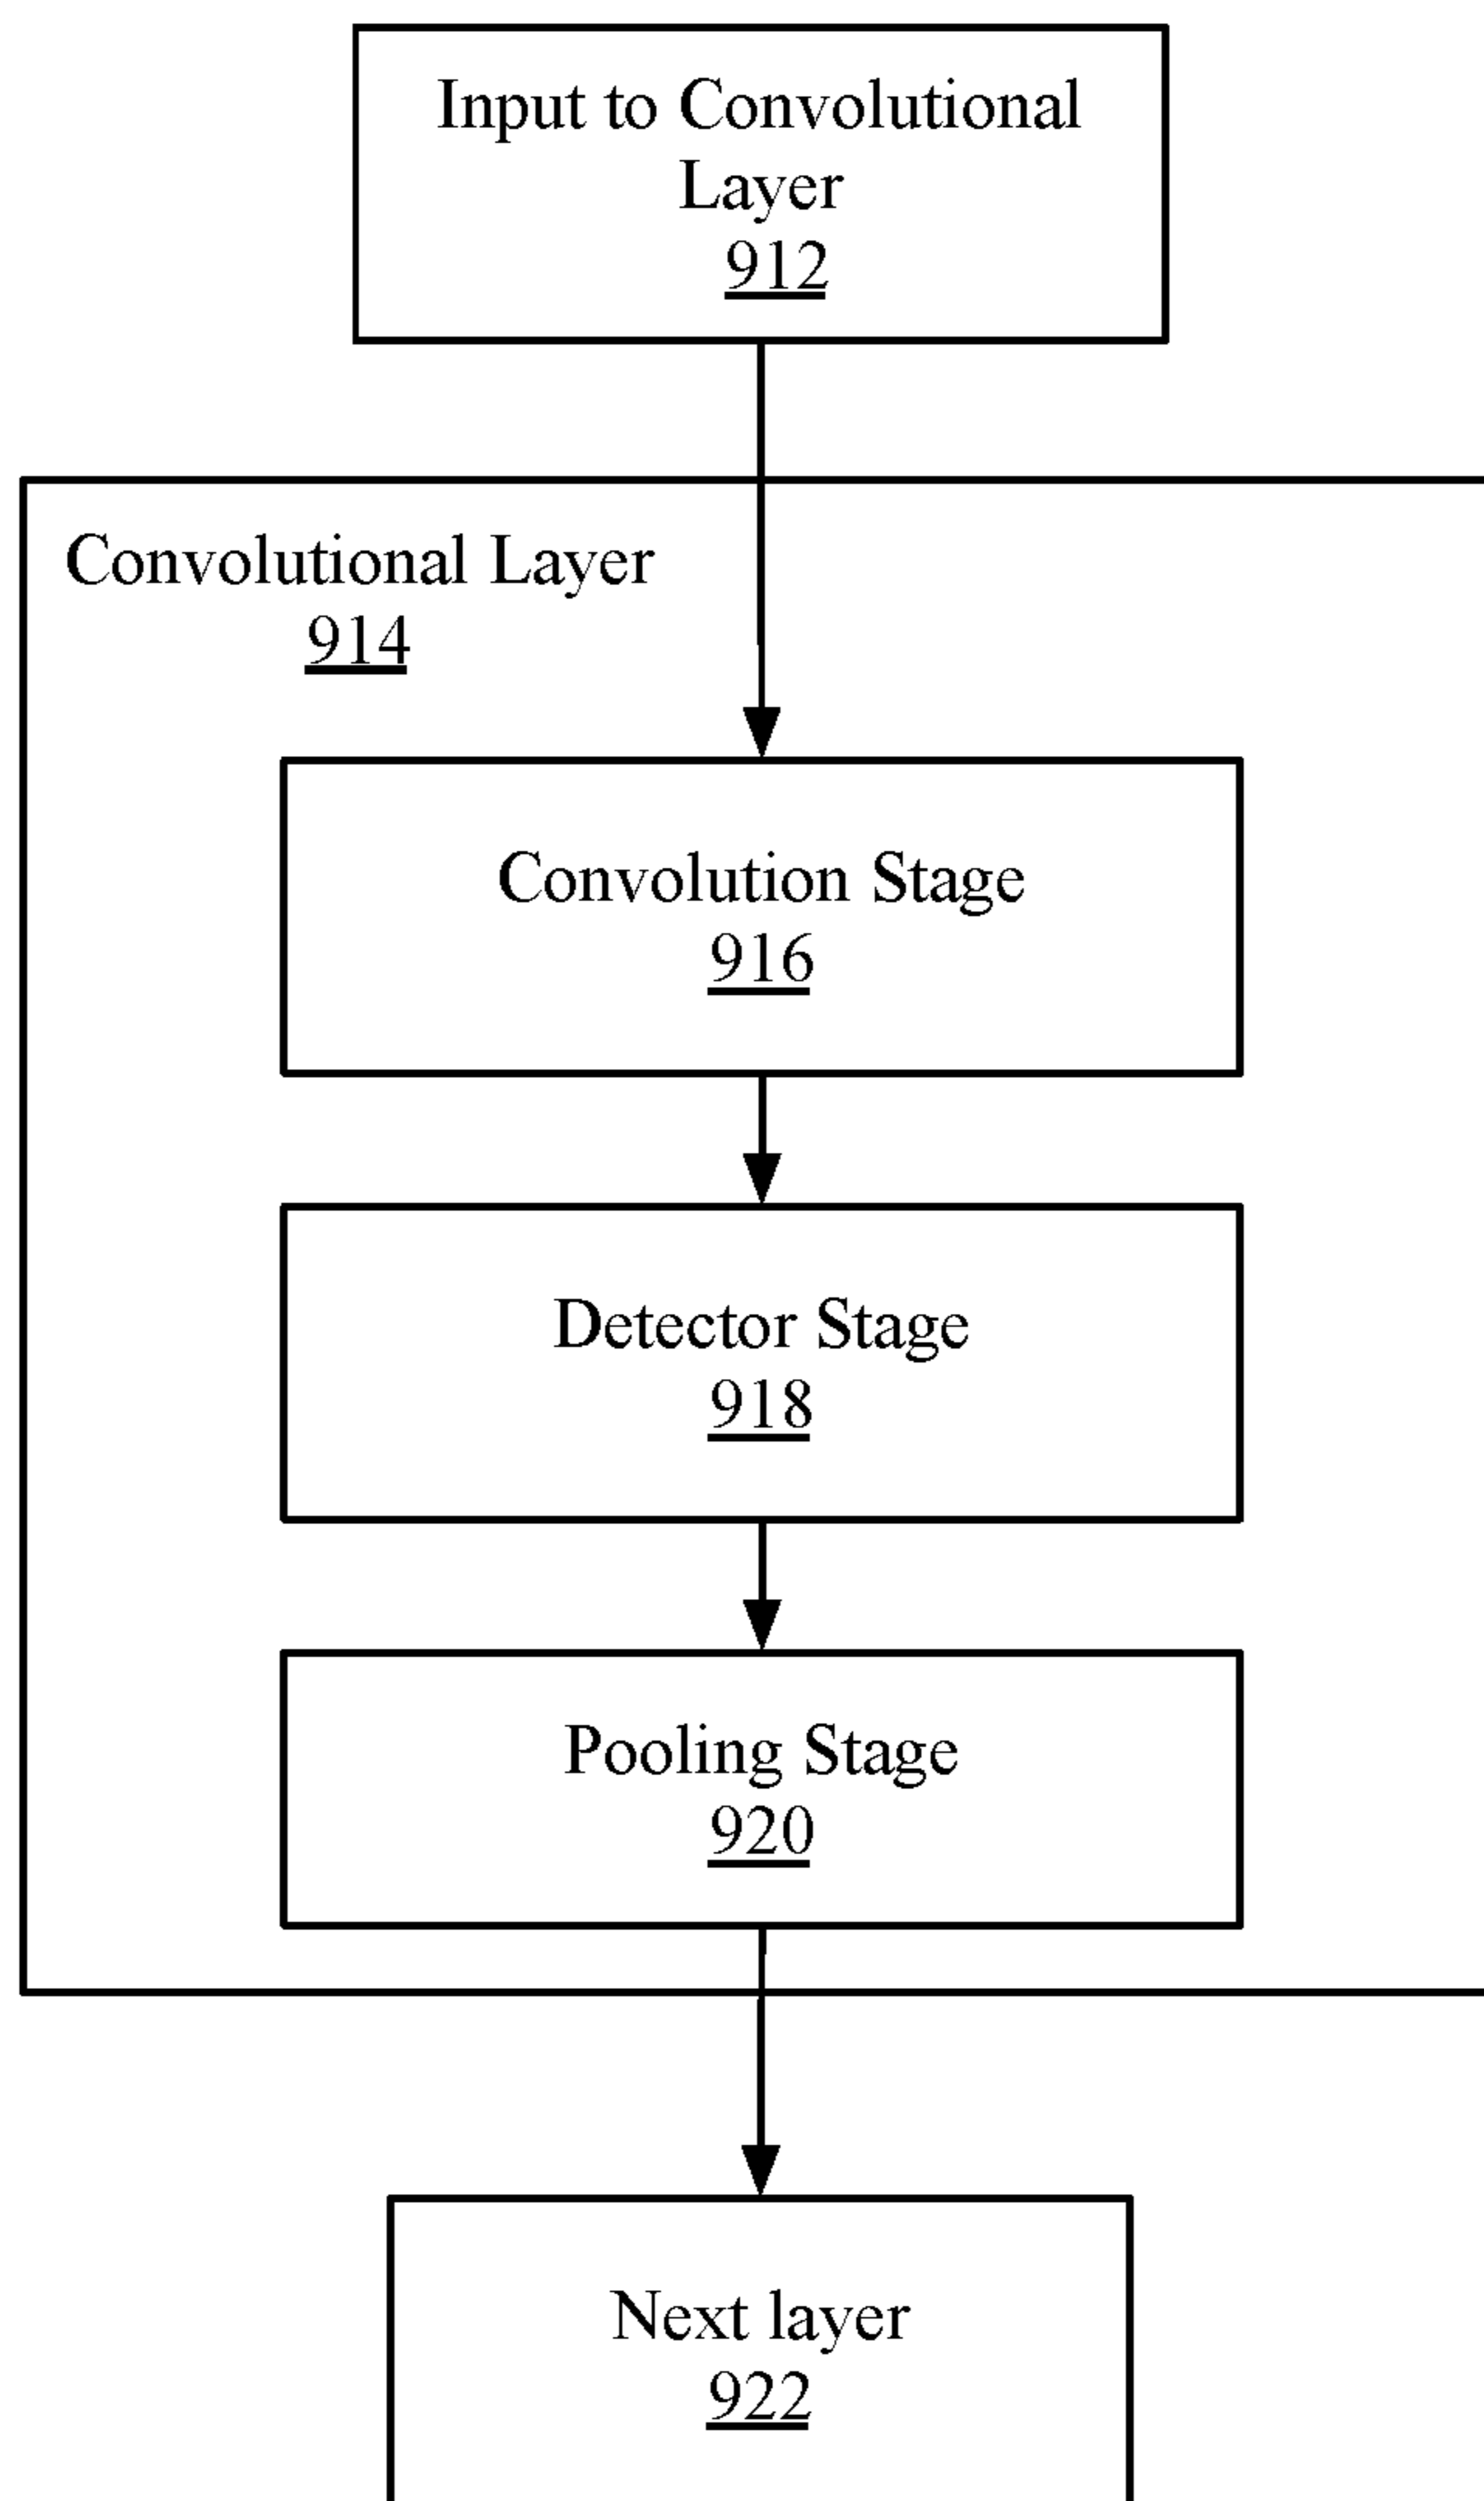 Input to Convolutional
Layer
912
Convolutional Layer
914
Convolution Stage
916
Detector Stage
918
Pooling Stage
920
Next layer
922